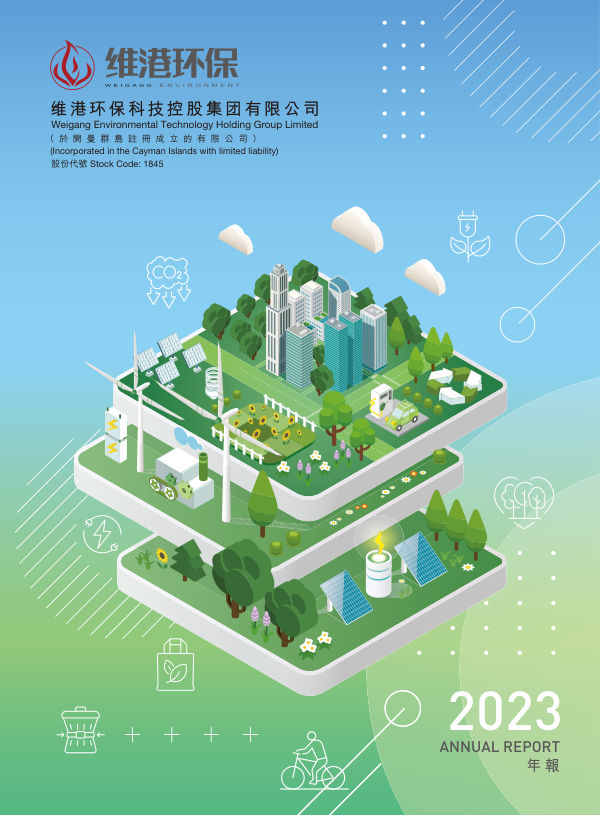 维港环保
WEIGANG ENVIRONMENT
维港环保科技控股集团有限公司
Weigang Environmental Technology Holding Group Limited
（於開曼群島註冊成立的有限公司）
(Incorporated in the Cayman Islands with limited liability)
股份代號 Stock Code: 1845
CO2
2023
ANNUAL REPORT
年報